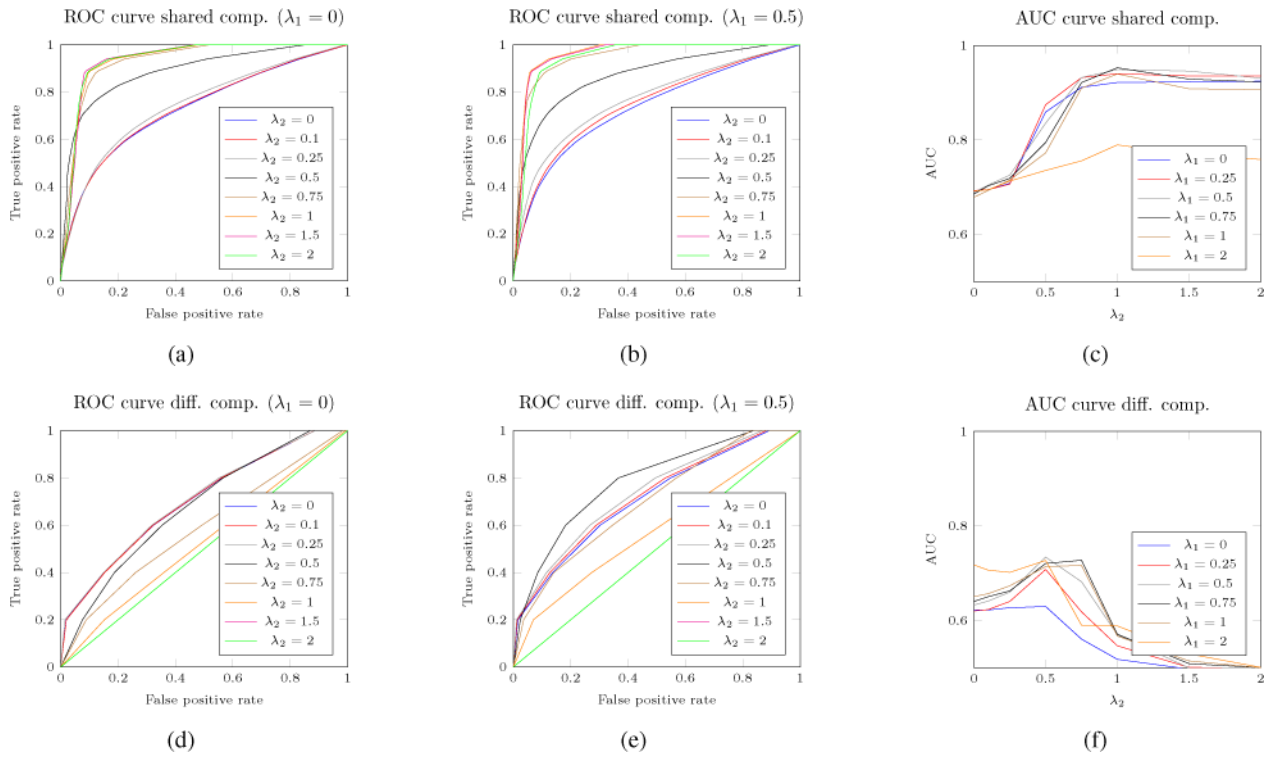 ROC curve shared comp. (λ₁ = 0)
1
0.8
0.6
0.4
0.2
0
True positive rate
0
0.2
0.4
0.6
0.8
1
False positive rate
λ₂ = 0
λ₂ = 0.1
λ₂ = 0.25
λ₂ = 0.5
λ₂ = 0.75
λ₂ = 1
λ₂ = 1.5
λ₂ = 2
(a)
ROC curve shared comp. (λ₁ = 0.5)
1
0.8
0.6
0.4
0.2
0
True positive rate
0
0.2
0.4
0.6
0.8
1
False positive rate
λ₂ = 0
λ₂ = 0.1
λ₂ = 0.25
λ₂ = 0.5
λ₂ = 0.75
λ₂ = 1
λ₂ = 1.5
λ₂ = 2
(b)
AUC curve shared comp.
1
0.8
0.6
AUC
0
0.5
1
1.5
2
λ₂
λ₁ = 0
λ₁ = 0.25
λ₁ = 0.5
λ₁ = 0.75
λ₁ = 1
λ₁ = 2
(c)
ROC curve diff. comp. (λ₁ = 0)
1
0.8
0.6
0.4
0.2
0
True positive rate
0
0.2
0.4
0.6
0.8
1
False positive rate
λ₂ = 0
λ₂ = 0.1
λ₂ = 0.25
λ₂ = 0.5
λ₂ = 0.75
λ₂ = 1
λ₂ = 1.5
λ₂ = 2
(d)
ROC curve diff. comp. (λ₁ = 0.5)
1
0.8
0.6
0.4
0.2
0
True positive rate
0
0.2
0.4
0.6
0.8
1
False positive rate
λ₂ = 0
λ₂ = 0.1
λ₂ = 0.25
λ₂ = 0.5
λ₂ = 0.75
λ₂ = 1
λ₂ = 1.5
λ₂ = 2
(e)
AUC curve diff. comp.
1
0.8
0.6
AUC
0
0.5
1
1.5
2
λ₂
λ₁ = 0
λ₁ = 0.25
λ₁ = 0.5
λ₁ = 0.75
λ₁ = 1
λ₁ = 2
(f)